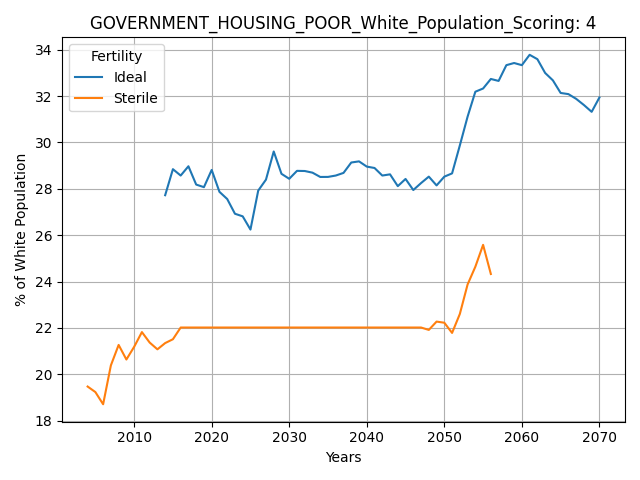 GOVERNMENT_HOUSING_POOR_White_Population_Scoring: 4
Fertility
Ideal
Sterile
% of White Population
34
32
30
28
26
24
22
20
18
2010 2020 2030 2040 2050 2060 2070
Years